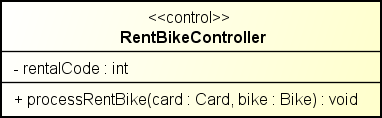 <<control>>
RentBikeController
- rentalCode : int
+ processRentBike(card : Card, bike : Bike) : void